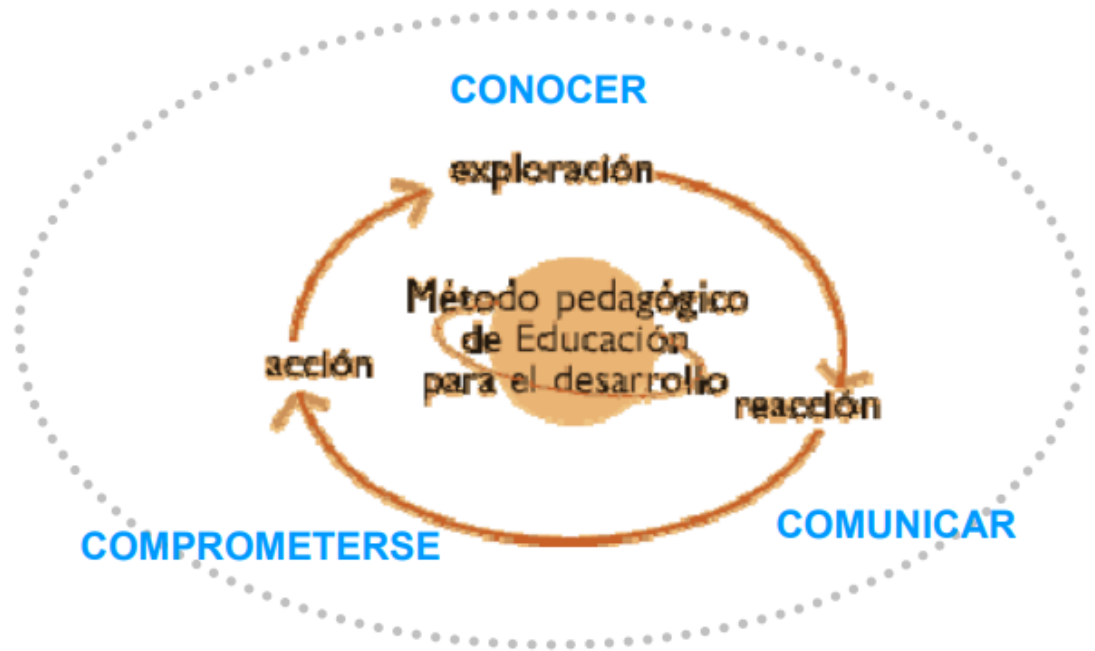 CONOCER
exploración
Método pedagógico
de Educación
para el desarrollo
acción
reacción
COMUNICAR
COMPROMETERSE